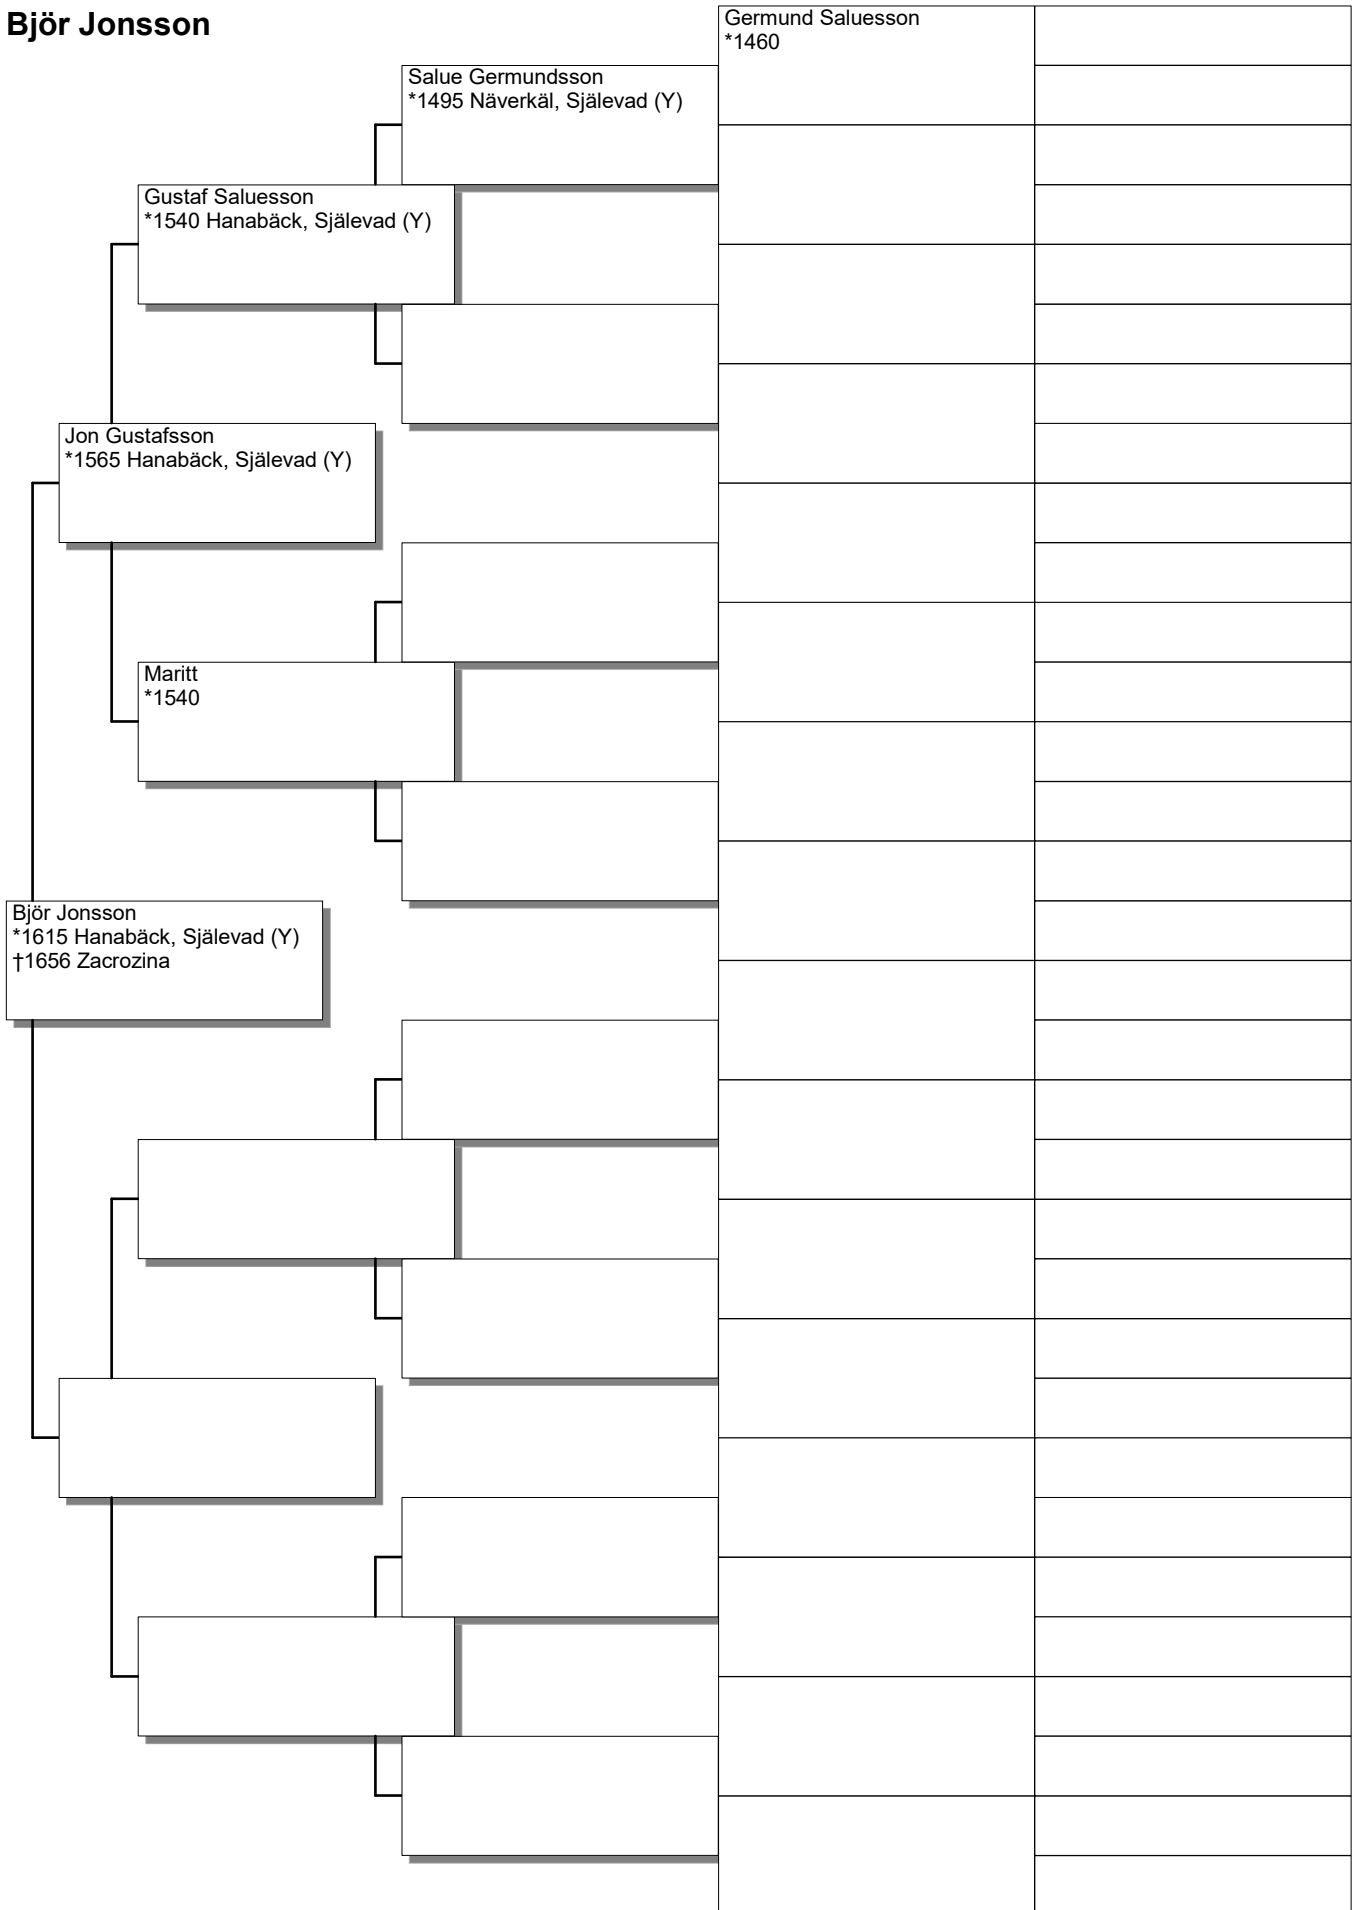 Björ Jonsson
Germund Saluesson
*1460
Salue Germundsson
*1495 Näverkäl, Själevad (Y)
Gustaf Saluesson
*1540 Hanabäck, Själevad (Y)
Jon Gustafsson
*1565 Hanabäck, Själevad (Y)
Maritt
*1540
Björ Jonsson
*1615 Hanabäck, Själevad (Y)
†1656 Zacrozina